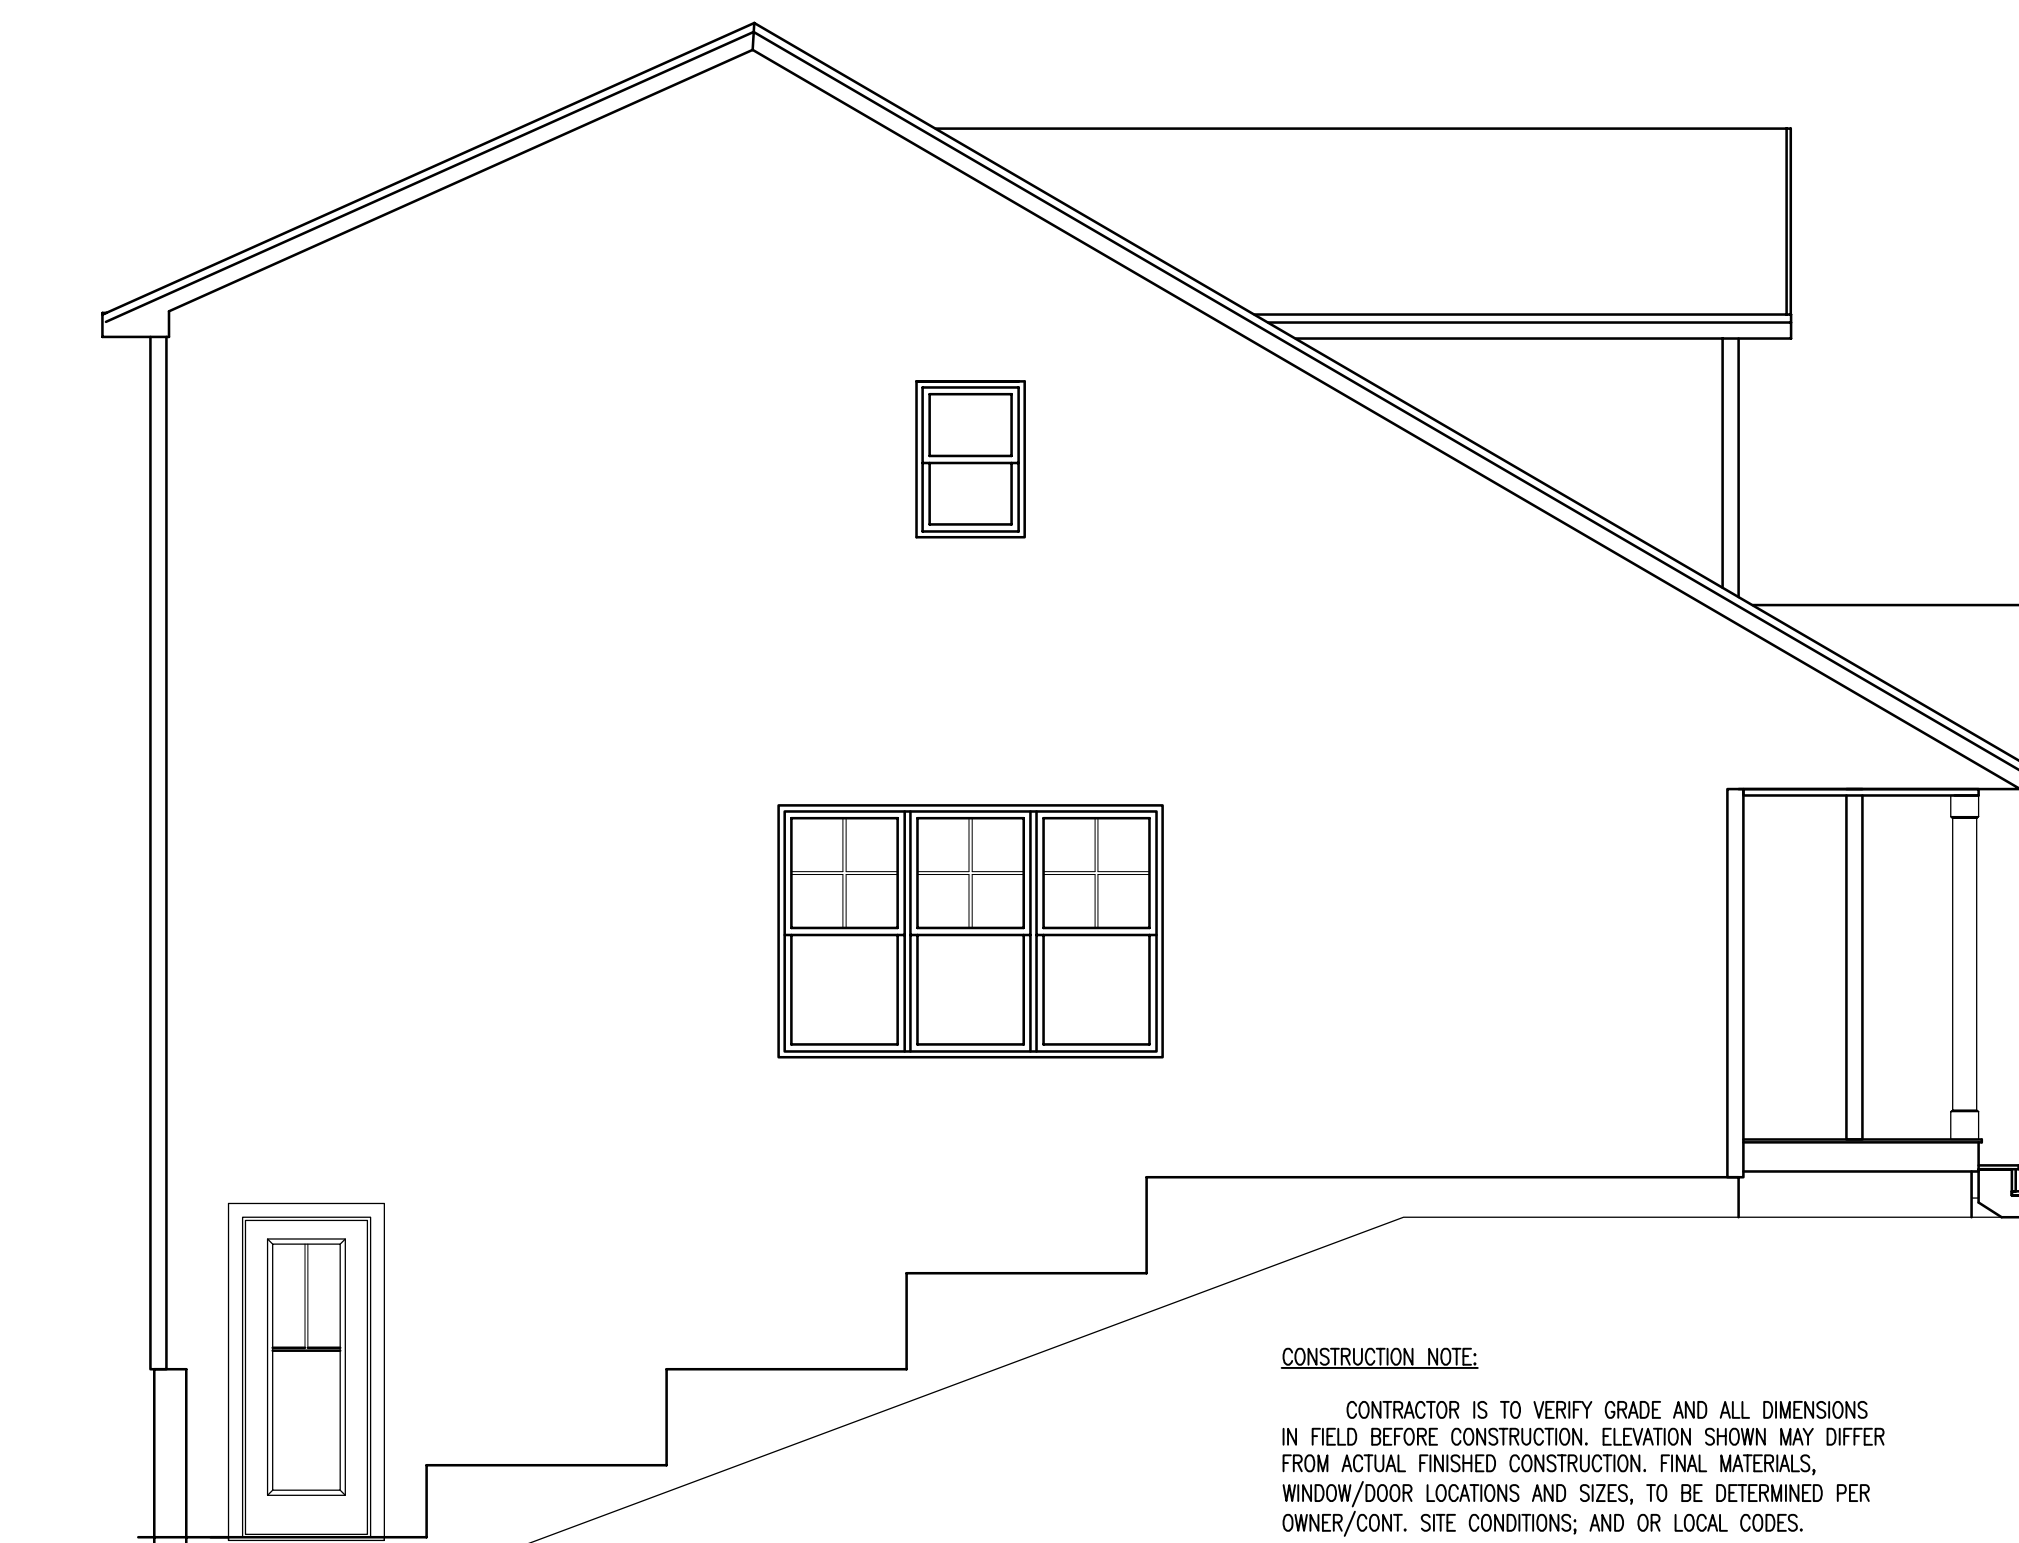 CONSTRUCTION NOTE:
CONTRACTOR IS TO VERIFY GRADE AND ALL DIMENSIONS
IN FIELD BEFORE CONSTRUCTION. ELEVATION SHOWN MAY DIFFER
FROM ACTUAL FINISHED CONSTRUCTION. FINAL MATERIALS,
WINDOW/DOOR LOCATIONS AND SIZES, TO BE DETERMINED PER
OWNER/CONT. SITE CONDITIONS; AND OR LOCAL CODES.